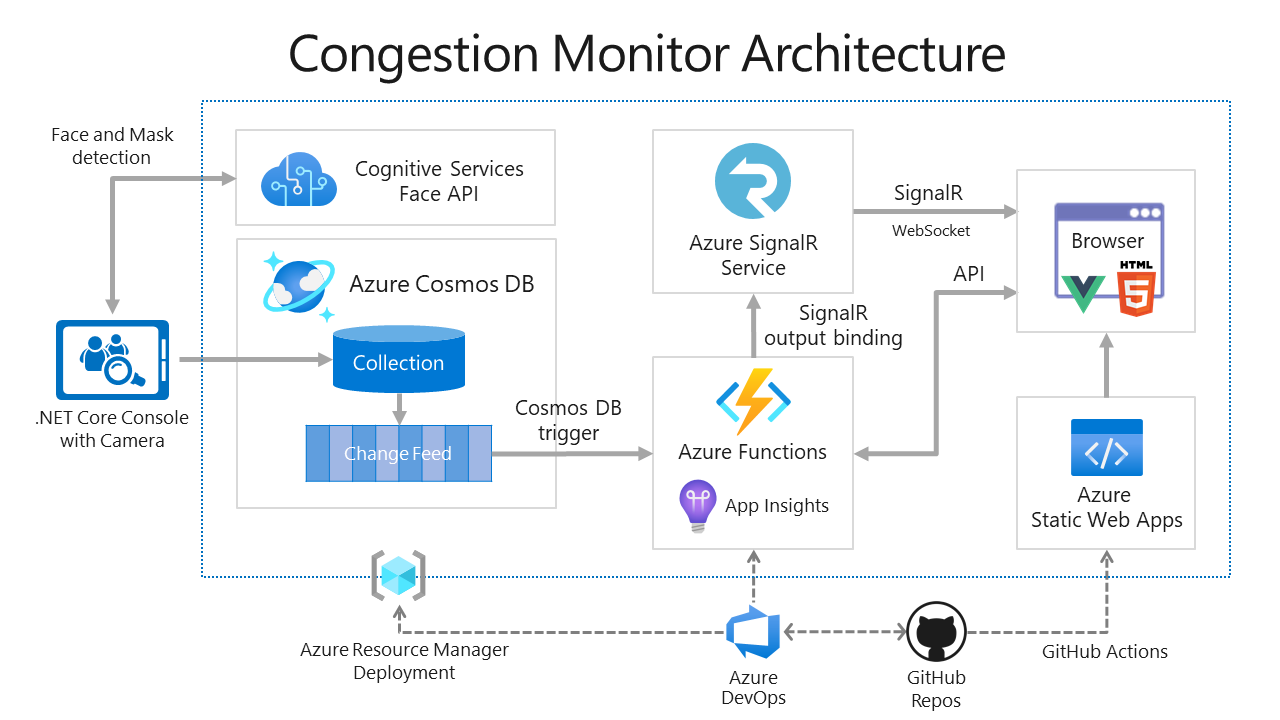 Congestion Monitor Architecture
Face and Mask
detection
Cognitive Services
Face API
Azure Cosmos DB
Collection
Change Feed
.NET Core Console
with Camera
Cosmos DB
trigger
Azure SignalR
Service
SignalR
output binding
Azure Functions
App Insights
SignalR
WebSocket
API
Browser
HTML
5
Azure
Static Web Apps
Azure Resource Manager
Deployment
Azure
DevOps
GitHub
Repos
GitHub Actions